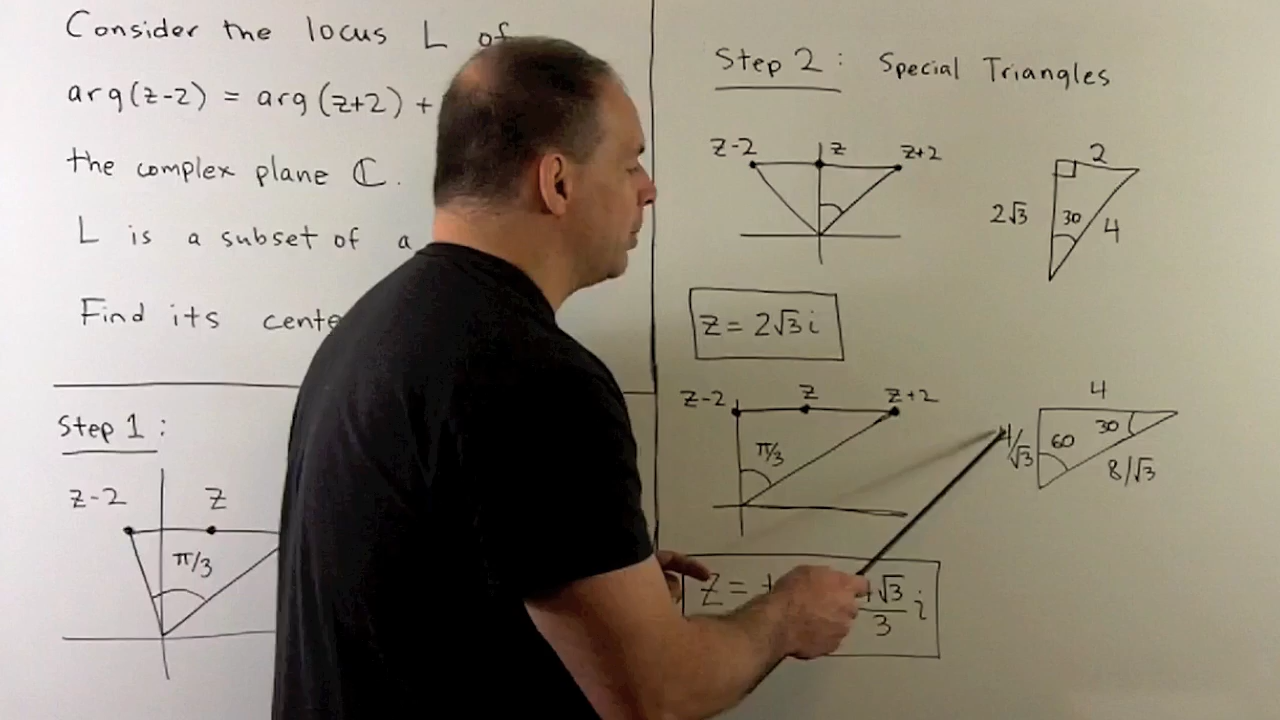 Consider the locus L of
arg(z-2) = arg(z+2) +
the complex plane ℂ.
L is a subset of a
Find its
Step 1:
z-2 z
π/3
Step 2: Special Triangles
z-2 z z+2
2
2√3 30 4
z = 2√3 i
z-2 z z+2
π/3
4
4/√3 60 30
8/√3
z = 4√3/3 i